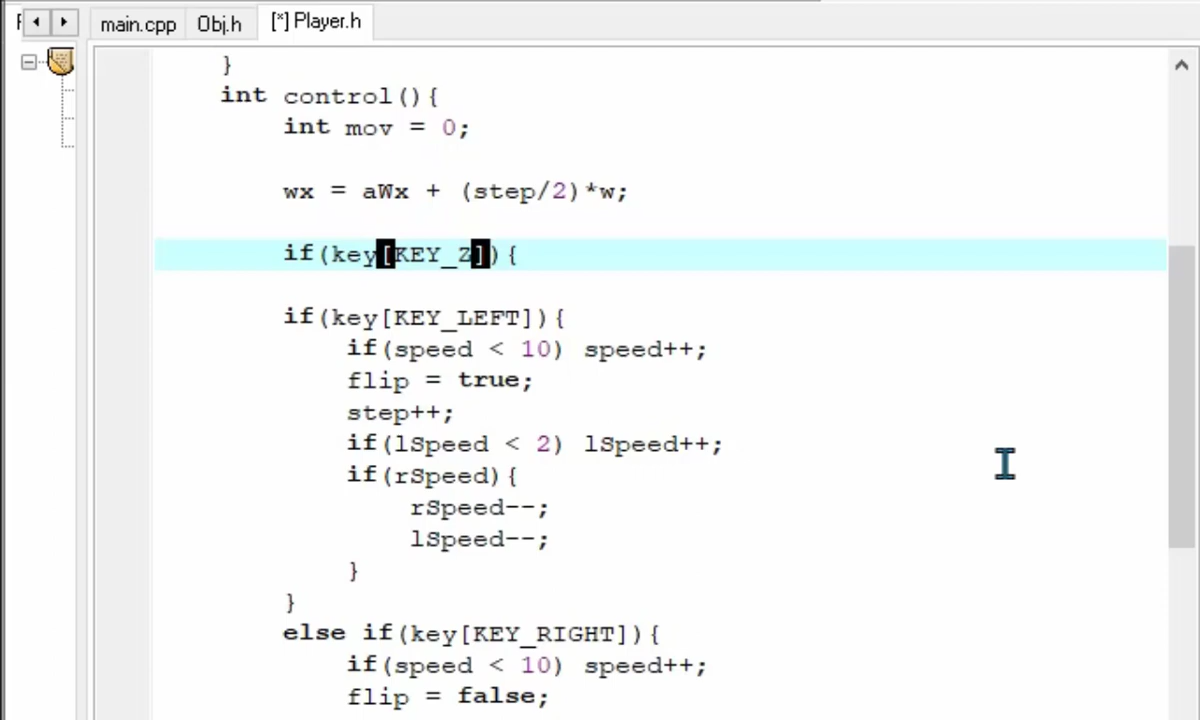 main.cpp Obj.h [*] Player.h
}
int control(){
int mov = 0;
wx = aWx + (step/2)*w;
if(key[KEY_Z]){
if(key[KEY_LEFT]){
if(speed < 10) speed++;
flip = true;
step++;
if(lSpeed < 2) lSpeed++;
if(rSpeed){
rSpeed--;
lSpeed--;
}
}
else if(key[KEY_RIGHT]){
if(speed < 10) speed++;
flip = false;